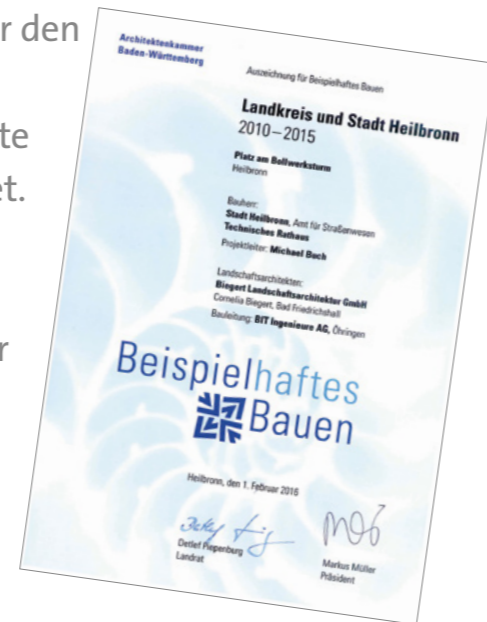 r den
te
et.
r
Architektenkammer
Baden-Württemberg
Auszeichnung für Beispielhaftes Bauen
Landkreis und Stadt Heilbronn
2010–2015
Platz am Bollwerksturm
Heilbronn
Bauherr:
Stadt Heilbronn, Amt für Straßenwesen
Technisches Rathaus
Projektleiter: Michael Buch
Landschaftsarchitekten:
Biegert Landschaftsarchitektur GmbH
Cornelia Biegert, Bad Friedrichshall
Bauleitung: BIT Ingenieure AG, Öhringen
Beispielhaftes
Bauen
Heilbronn, den 1. Februar 2016
Detlef Piepenburg
Landrat
Markus Müller
Präsident